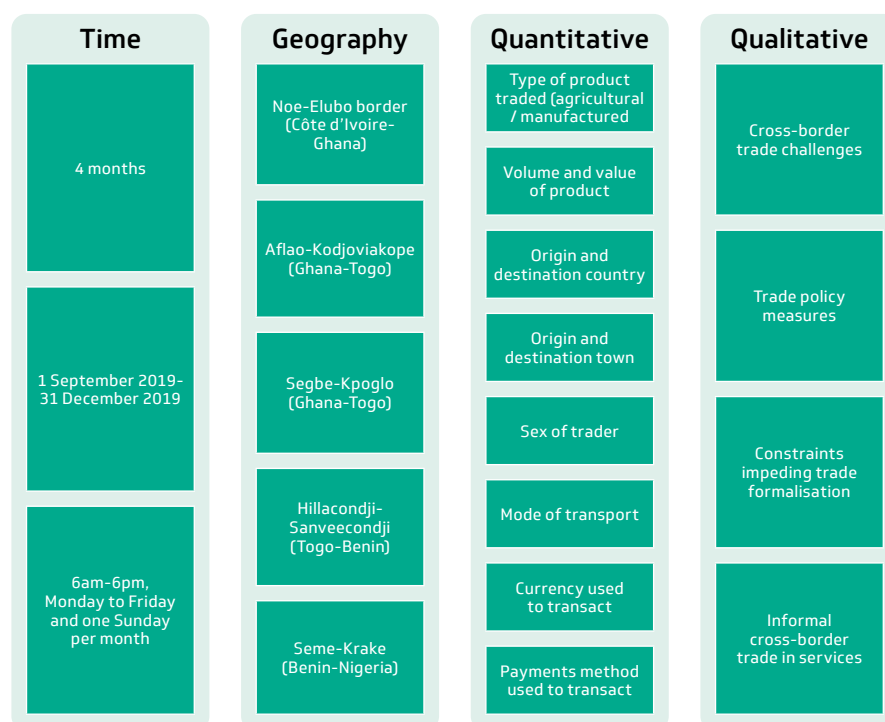 Time
4 months
1 September 2019-
31 December 2019
6am-6pm,
Monday to Friday
and one Sunday
per month
Geography
Noe-Elubo border
(Côte d'Ivoire-
Ghana)
Aflao-Kodjoviakope
(Ghana-Togo)
Segbe-Kpoglo
(Ghana-Togo)
Hillacondji-
Sanveecondji
(Togo-Benin)
Seme-Krake
(Benin-Nigeria)
Quantitative
Type of product
traded (agricultural
/ manufactured
Volume and value
of product
Origin and
destination country
Origin and
destination town
Sex of trader
Mode of transport
Currency used
to transact
Payments method
used to transact
Qualitative
Cross-border
trade challenges
Trade policy
measures
Constraints
impeding trade
formalisation
Informal
cross-border
trade in services